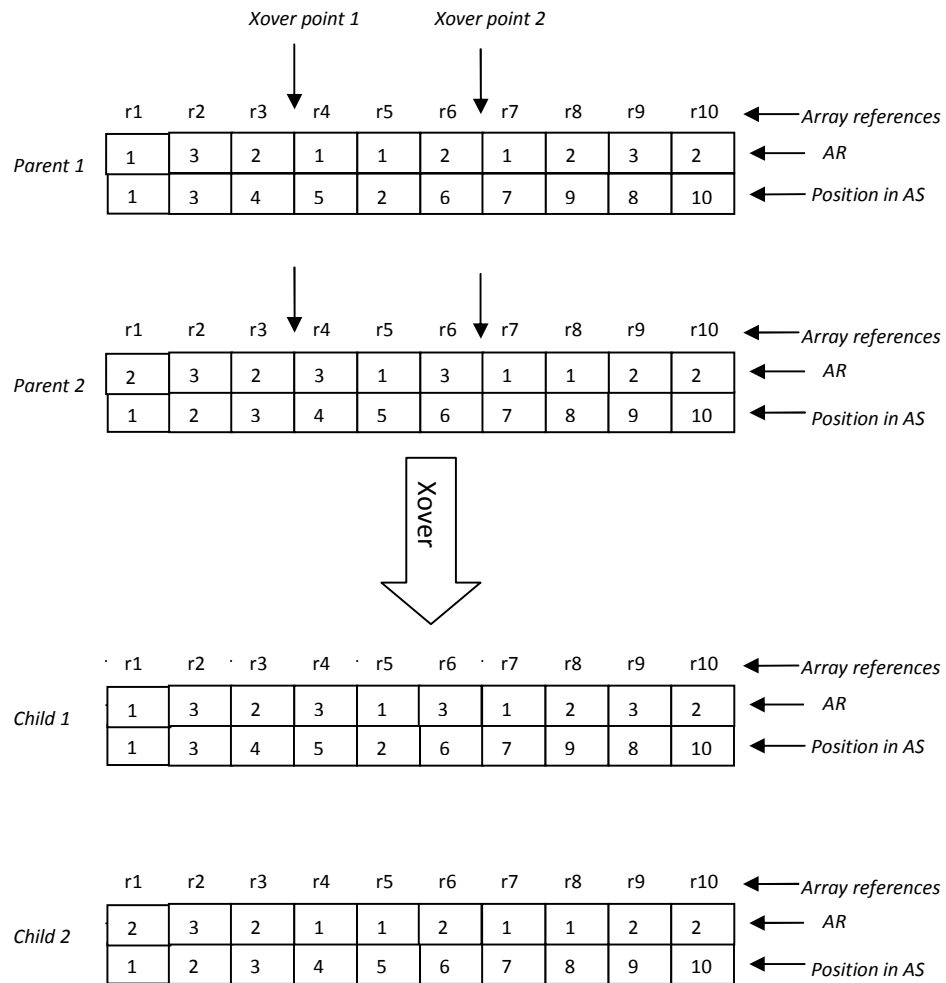 Xover point 1 Xover point 2
r1 r2 r3 r4 r5 r6 r7 r8 r9 r10 Array references
Parent 1
1 3 2 1 1 2 1 2 3 2 AR
1 3 4 5 2 6 7 9 8 10 Position in AS
r1 r2 r3 r4 r5 r6 r7 r8 r9 r10 Array references
Parent 2
2 3 2 3 1 3 1 1 2 2 AR
1 2 3 4 5 6 7 8 9 10 Position in AS
Xover
r1 r2 r3 r4 r5 r6 r7 r8 r9 r10 Array references
Child 1
1 3 2 3 1 3 1 2 3 2 AR
1 3 4 5 2 6 7 9 8 10 Position in AS
r1 r2 r3 r4 r5 r6 r7 r8 r9 r10 Array references
Child 2
2 3 2 1 1 2 1 1 2 2 AR
1 2 3 4 5 6 7 8 9 10 Position in AS